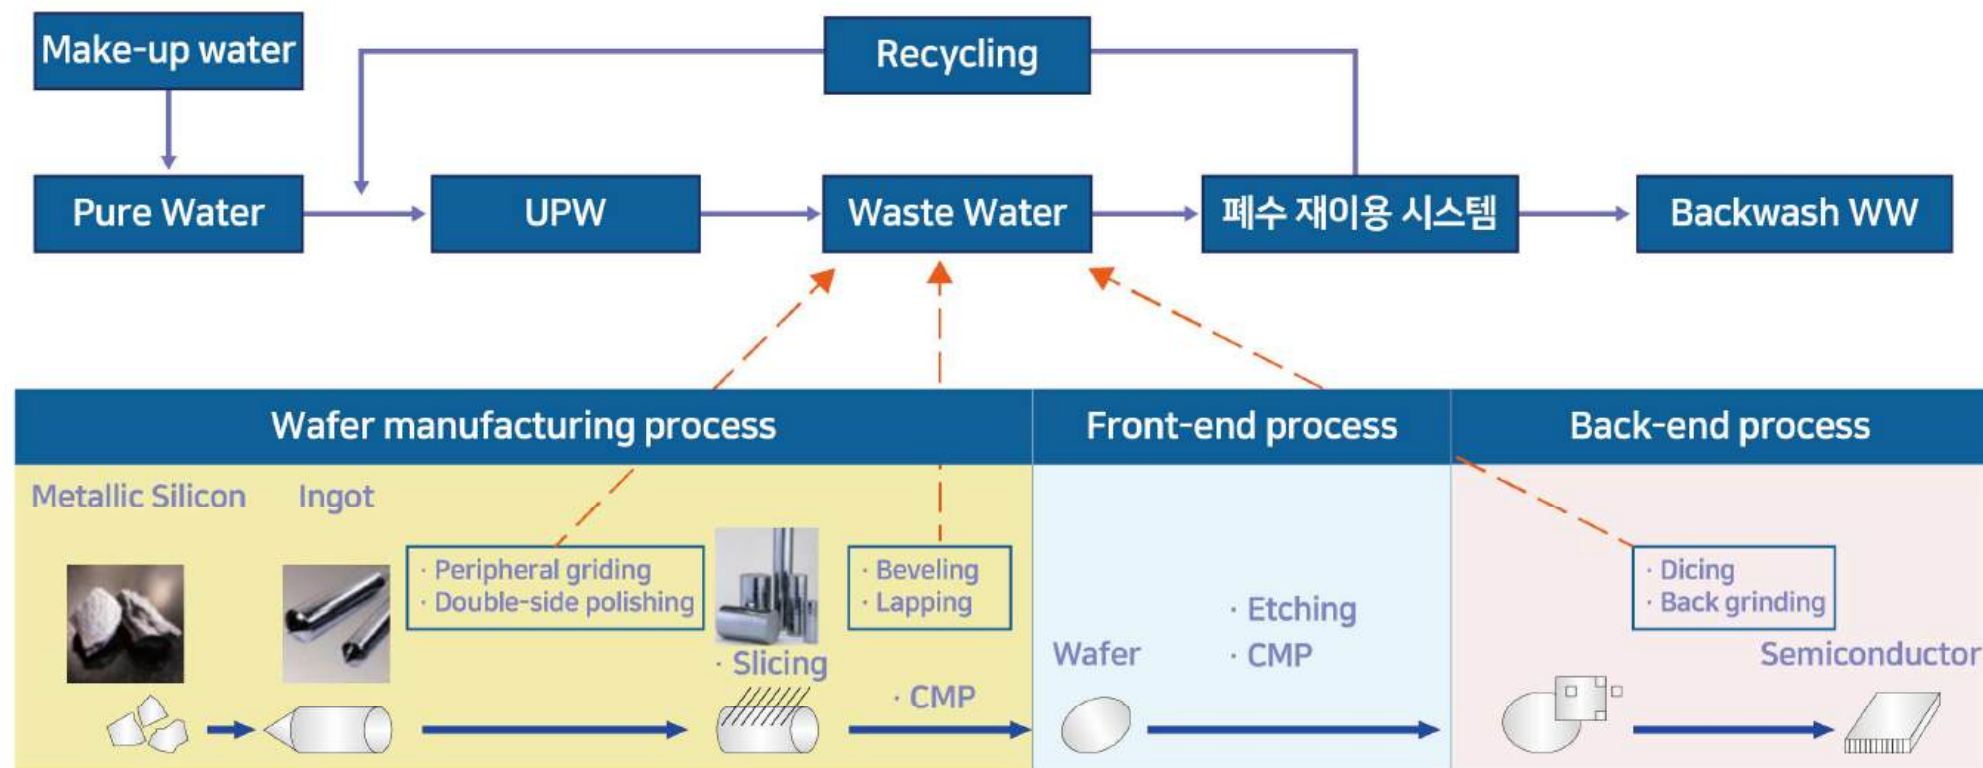 Make-up water
Recycling
Pure Water
UPW
Waste Water
폐수 재이용 시스템
Backwash WW
Wafer manufacturing process
Front-end process
Back-end process
Metallic Silicon
Ingot
· Peripheral griding
· Double-side polishing
· Slicing
· Beveling
· Lapping
· CMP
Wafer
· Etching
· CMP
· Dicing
· Back grinding
Semiconductor